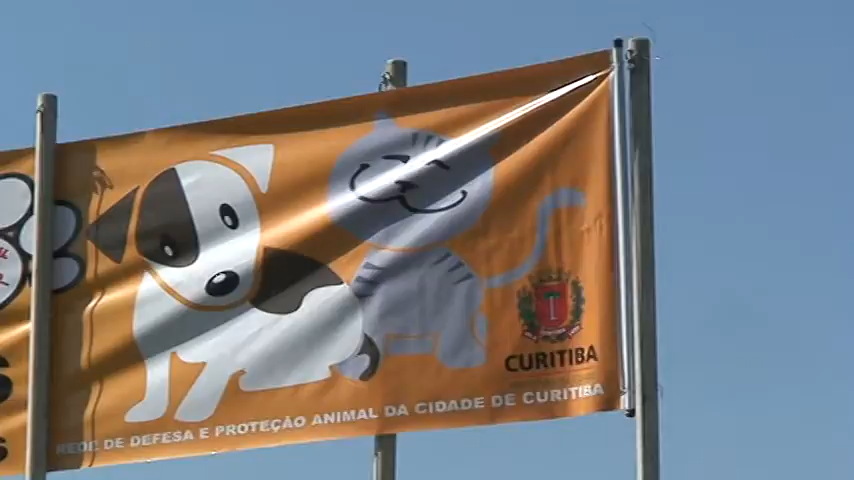 CURITIBA
REDE DE DEFESA E PROTEÇÃO ANIMAL DA CIDADE DE CURITIBA